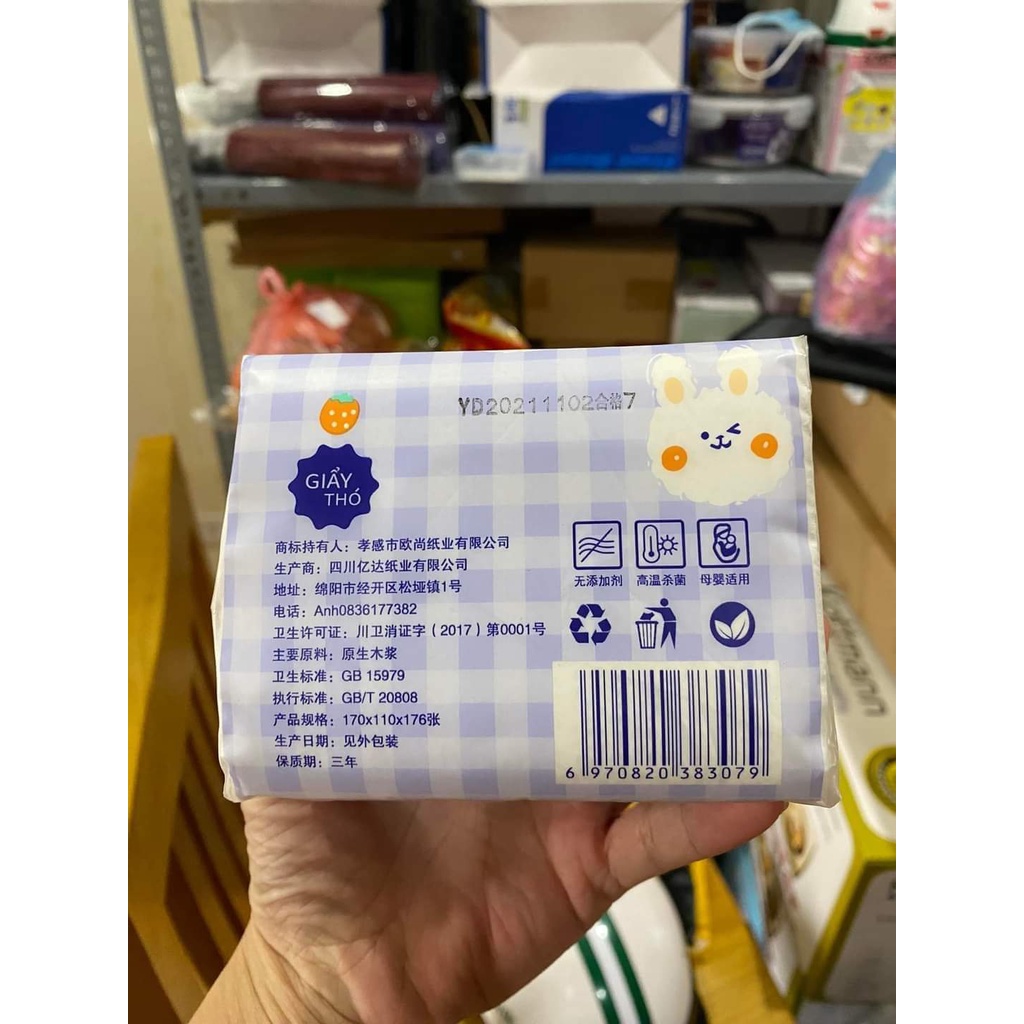 YD20211102合格7
GIẤY
THÓ
商标持有人：孝感市欧尚纸业有限公司
生产商：四川亿达纸业有限公司
地址：绵阳市经开区松垭镇1号
电话：Anh0836177382
卫生许可证：川卫消证字（2017）第0001号
主要原料：原生木浆
卫生标准：GB 15979
执行标准：GB/T 20808
产品规格：170x110x176张
生产日期：见外包装
保质期：三年
无添加剂 高温杀菌 母婴适用
6 970820 383079